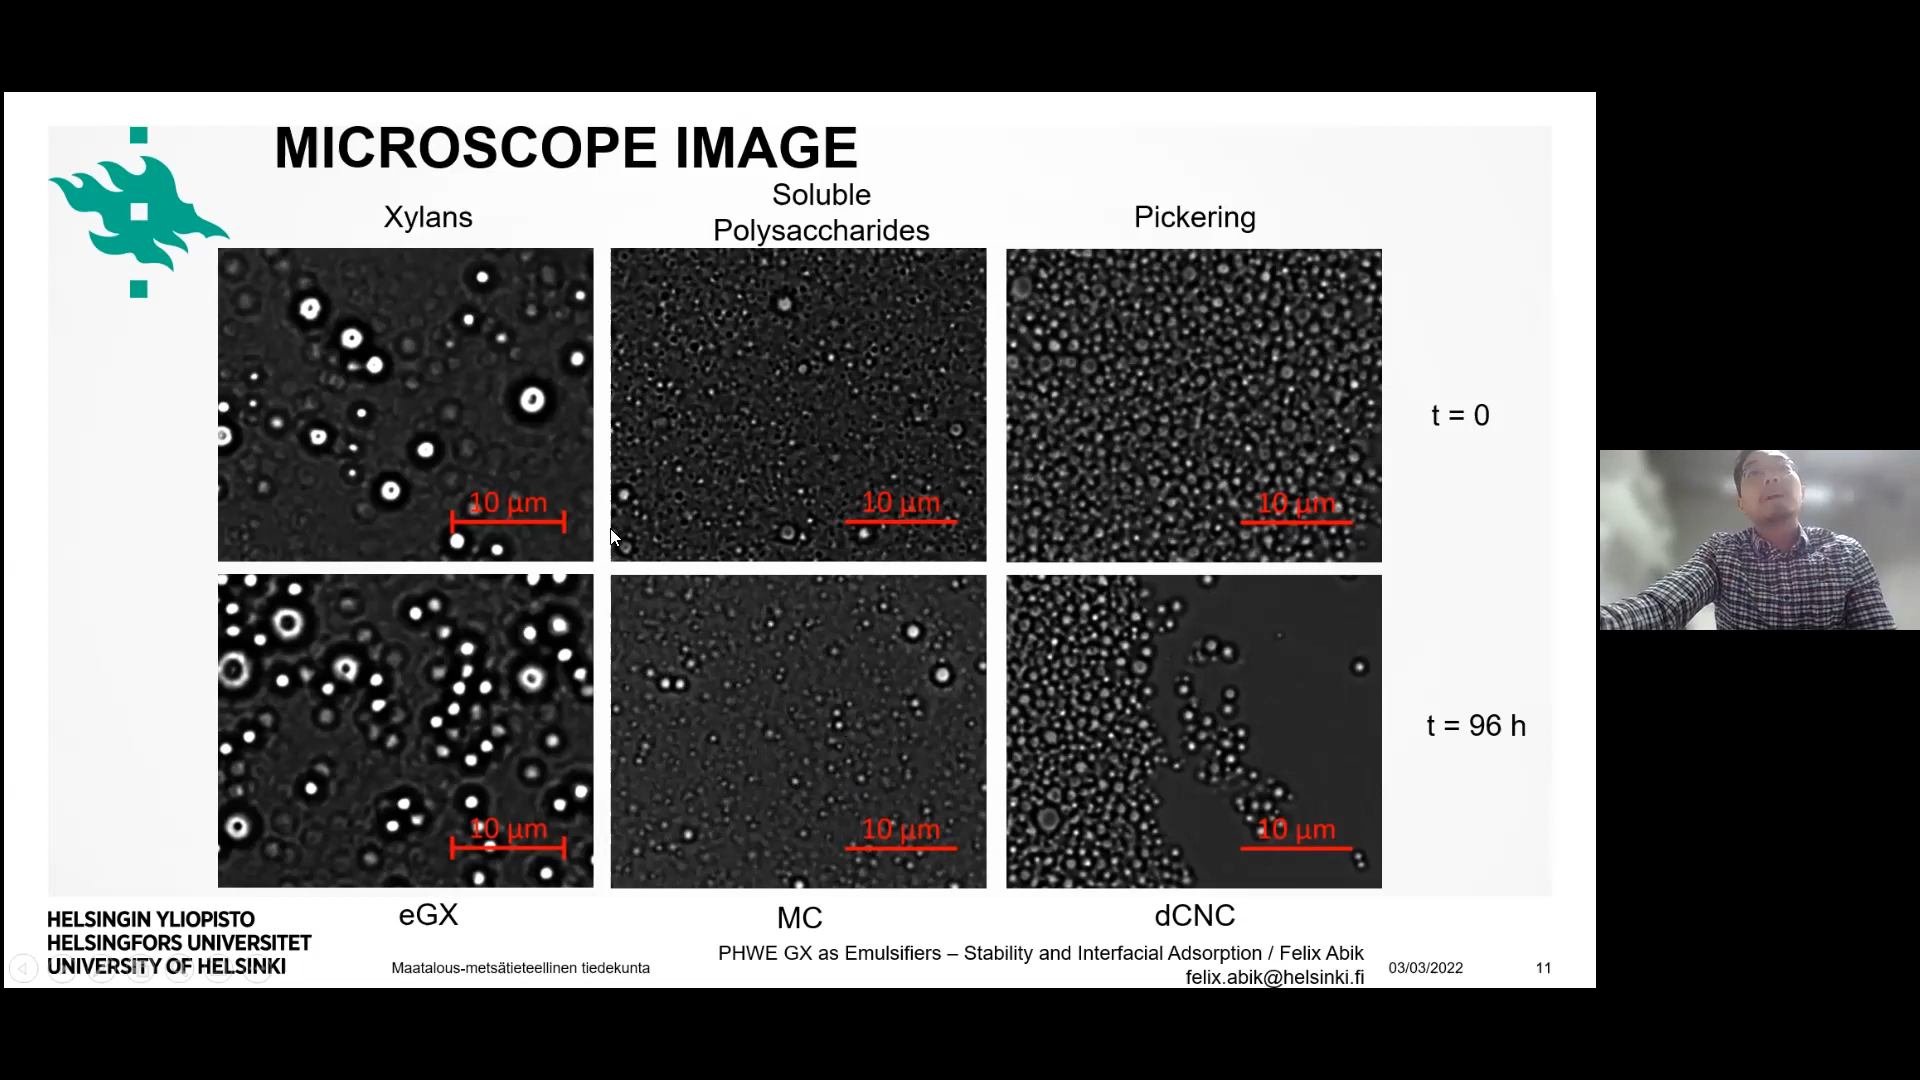 MICROSCOPE IMAGE
Xylans
Soluble
Polysaccharides
Pickering
10 µm
10 µm
10 µm
t = 0
10 µm
10 µm
10 µm
t = 96 h
eGX
MC
dCNC
HELSINGIN YLIOPISTO
HELSINGFORS UNIVERSITET
UNIVERSITY OF HELSINKI
Maatalous-metsätieteellinen tiedekunta
PHWE GX as Emulsifiers – Stability and Interfacial Adsorption / Felix Abik
felix.abik@helsinki.fi
03/03/2022
11